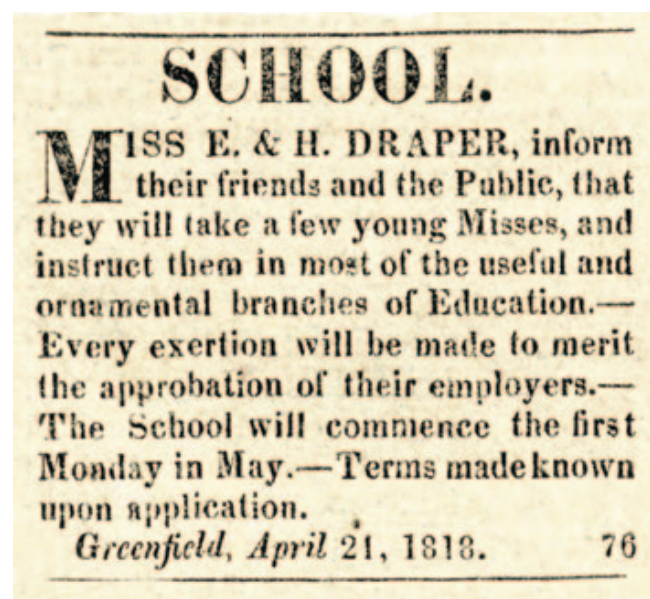 SCHOOL.
MISS E. & H. DRAPER, inform
their friends and the Public, that
they will take a few young Misses, and
instruct them in most of the useful and
ornamental branches of Education.—
Every exertion will be made to merit
the approbation of their employers.—
The School will commence the first
Monday in May.—Terms made known
upon application.
Greenfield, April 21, 1818. 76